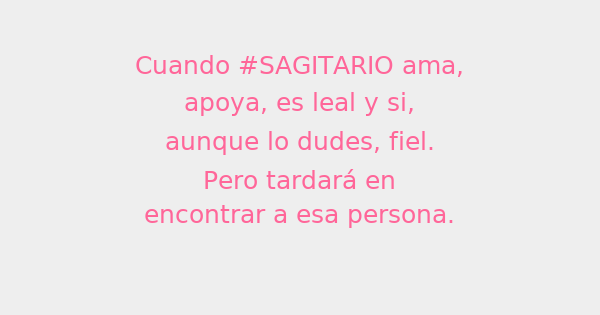 Cuando #SAGITARIO ama,
apoya, es leal y si,
aunque lo dudes, fiel.
Pero tardará en
encontrar a esa persona.